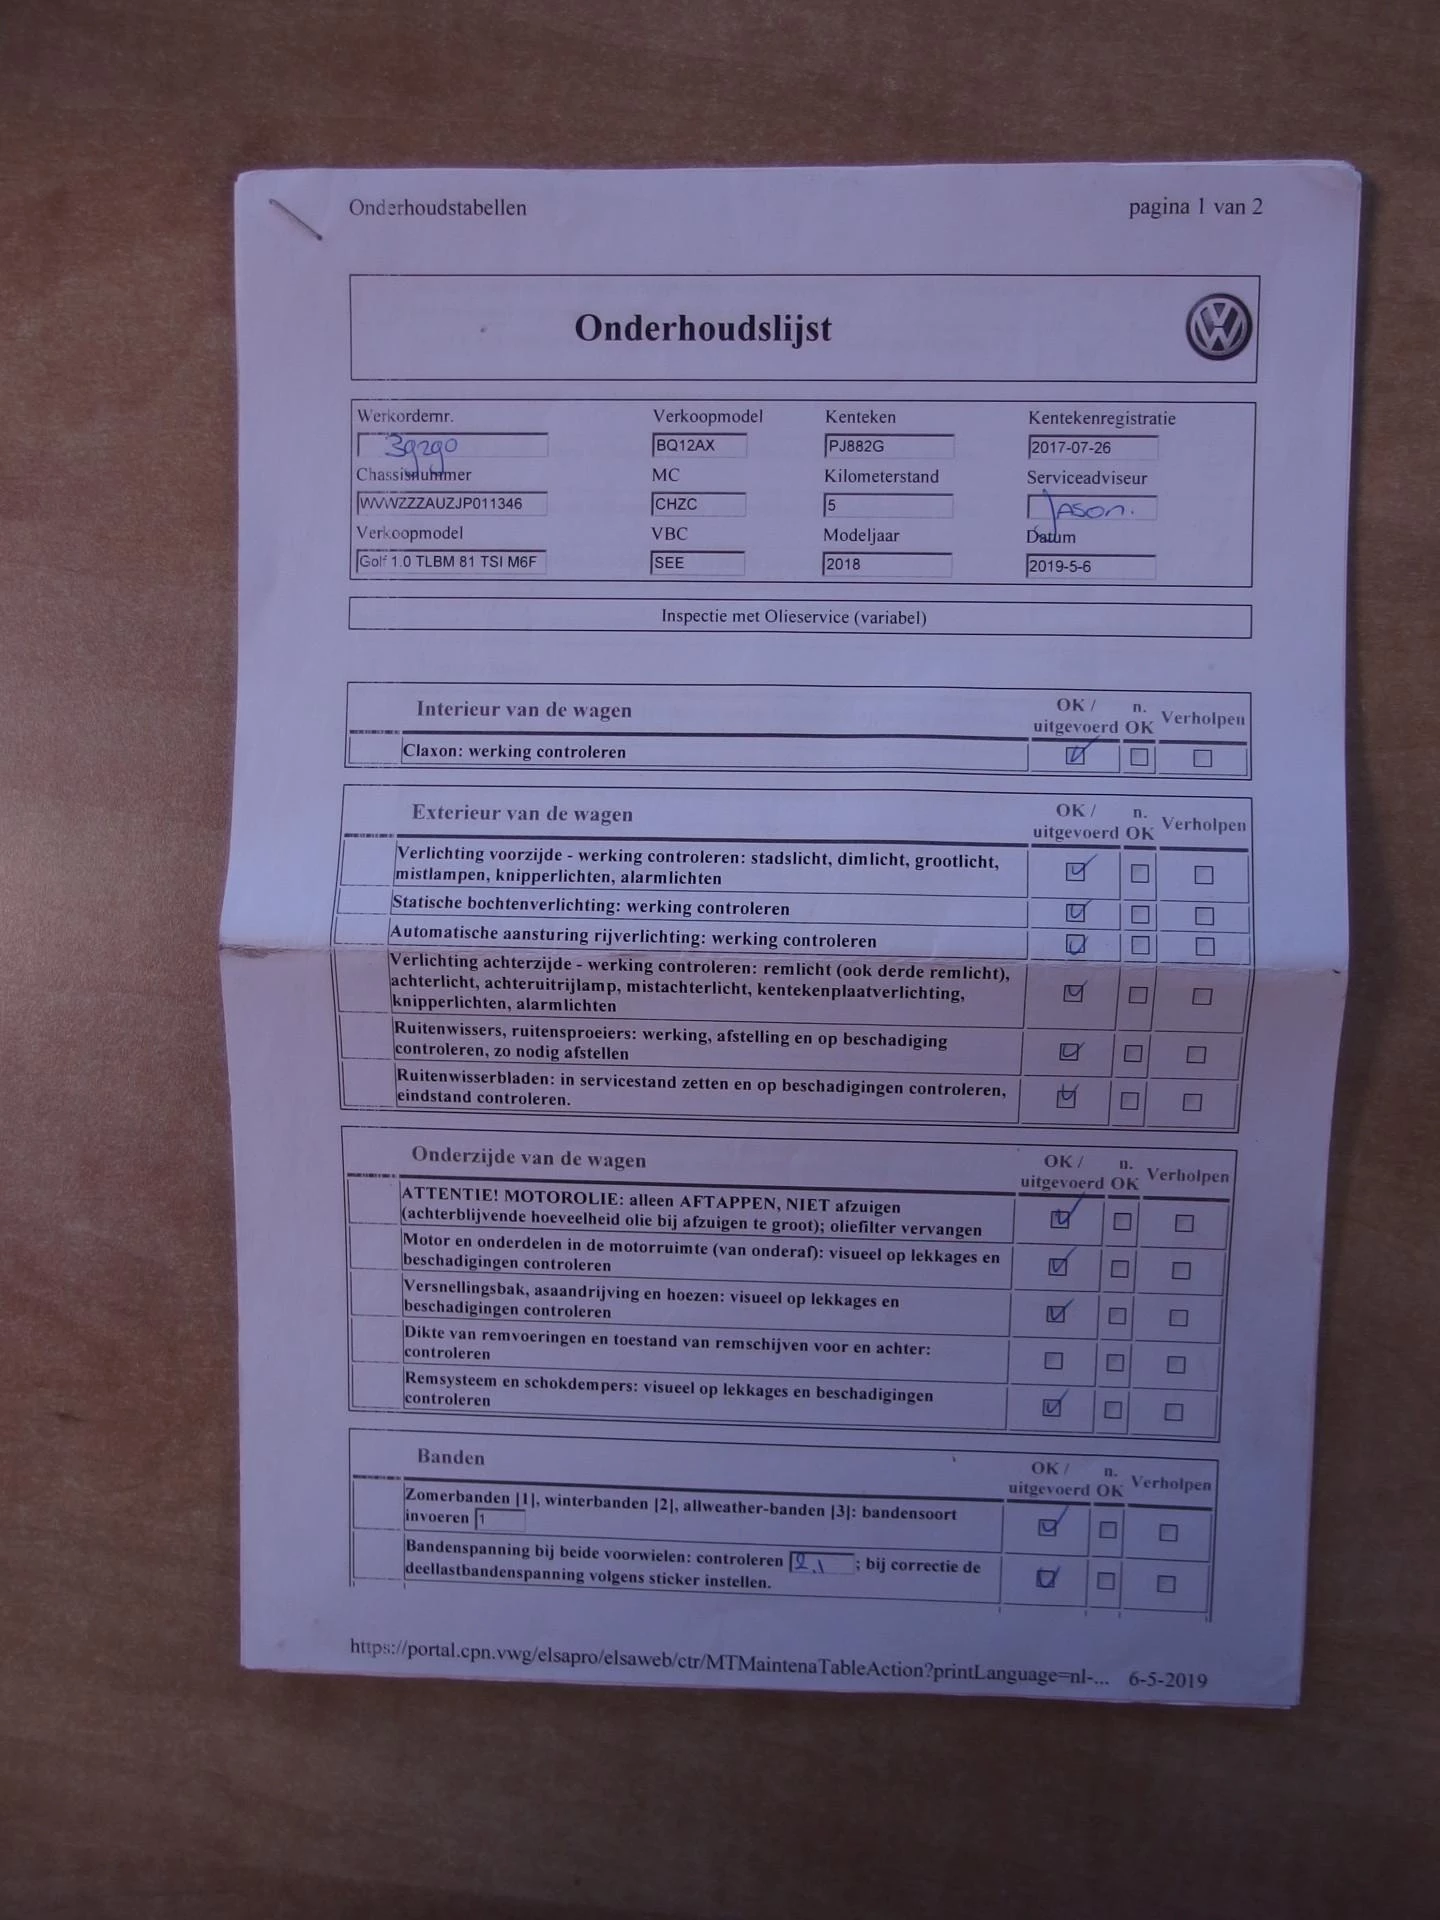 Onderhoudstabellen
pagina 1 van 2
Onderhoudslijst
Werkordernr.
Verkoopmodel
Kenteken
Kentekenregistratie
39290
BQ12AX
PJ882G
2017-07-26
Chassisnummer
MC
Kilometerstand
Serviceadviseur
WVWZZZAUZJP011346
CHZC
5
Jason.
Verkoopmodel
VBC
Modeljaar
Datum
Golf 1.0 TLBM 81 TSI M6F
SEE
2018
2019-5-6
Inspectie met Olieservice (variabel)
Interieur van de wagen
OK /
uitgevoerd
n.
OK
Verholpen
Claxon: werking controleren
Exterieur van de wagen
OK /
uitgevoerd
n.
OK
Verholpen
Verlichting voorzijde - werking controleren: stadslicht, dimlicht, grootlicht,
mistlampen, knipperlichten, alarmlichten
Statische bochtenverlichting: werking controleren
Automatische aansturing rijverlichting: werking controleren
Verlichting achterzijde - werking controleren: remlicht (ook derde remlicht),
achterlicht, achteruitrijlamp, mistachterlicht, kentekenplaatverlichting,
knipperlichten, alarmlichten
Ruitenwissers, ruitensproeiers: werking, afstelling en op beschadiging
controleren, zo nodig afstellen
Ruitenwisserbladen: in servicestand zetten en op beschadigingen controleren,
eindstand controleren.
Onderzijde van de wagen
OK /
uitgevoerd
n.
OK
Verholpen
ATTENTIE! MOTOROLIE: alleen AFTAPPEN, NIET afzuigen
(achterblijvende hoeveelheid olie bij afzuigen te groot); oliefilter vervangen
Motor en onderdelen in de motorruimte (van onderaf): visueel op lekkages en
beschadigingen controleren
Versnellingsbak, asaandrijving en hoezen: visueel op lekkages en
beschadigingen controleren
Dikte van remvoeringen en toestand van remschijven voor en achter:
controleren
Remsysteem en schokdempers: visueel op lekkages en beschadigingen
controleren
Banden
OK /
uitgevoerd
n.
OK
Verholpen
Zomerbanden [1], winterbanden [2], allweather-banden [3]: bandensoort
invoeren 1
Bandenspanning bij beide voorwielen: controleren 2,1 ; bij correctie de
deellastbandenspanning volgens sticker instellen.
https://portal.cpn.vwg/elsapro/elsaweb/ctr/MTMaintenaTableAction?printLanguage=nl-... 6-5-2019